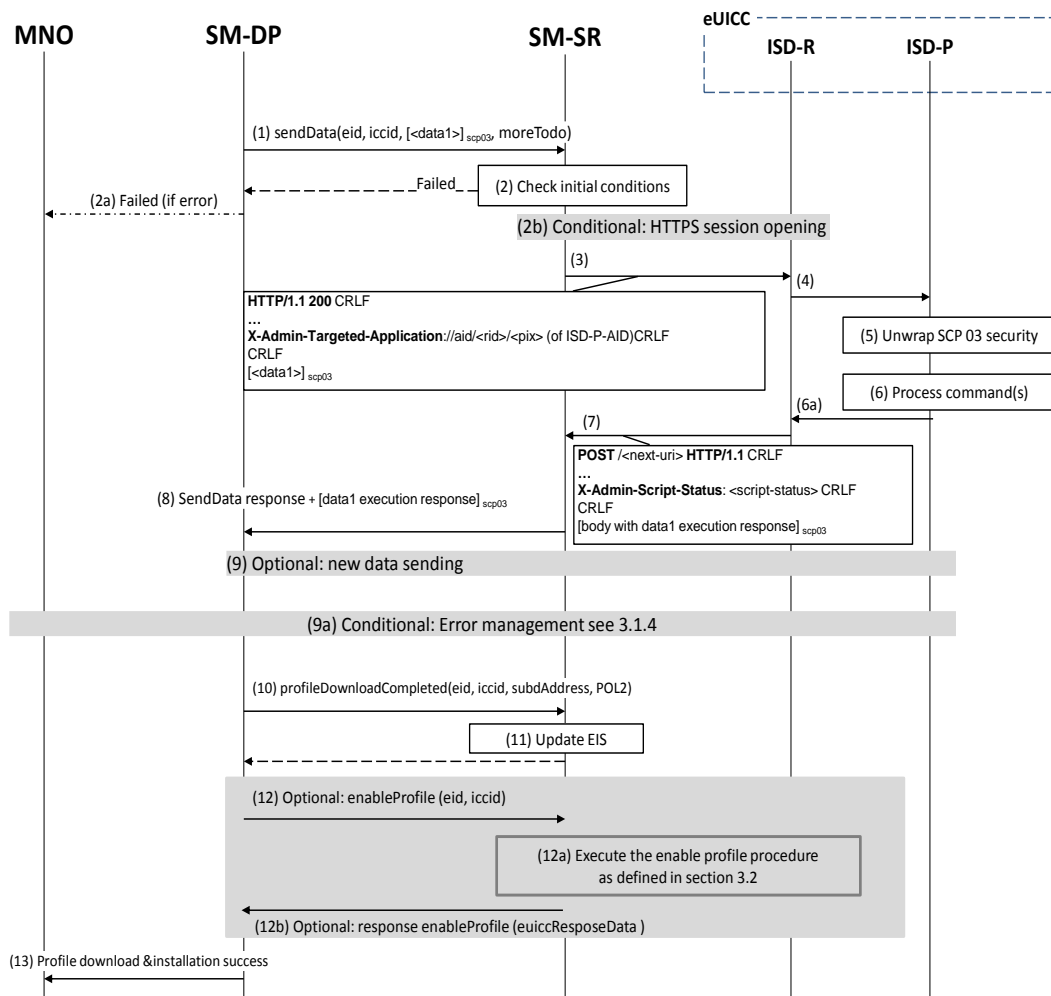 eUICC
MNO
SM-DP
SM-SR
ISD-R
ISD-P
(1) sendData(eid, iccid, [<data1>] scp03, moreTodo)
Failed
(2) Check initial conditions
(2a) Failed (if error)
(2b) Conditional: HTTPS session opening
(3)
(4)
HTTP/1.1 200 CRLF
...
X-Admin-Targeted-Application://aid/<rid>/<pix> (of ISD-P-AID)CRLF
CRLF
[<data1>] scp03
(5) Unwrap SCP 03 security
(6) Process command(s)
(6a)
(7)
POST /<next-uri> HTTP/1.1 CRLF
...
X-Admin-Script-Status: <script-status> CRLF
CRLF
[body with data1 execution response] scp03
(8) SendData response + [data1 execution response] scp03
(9) Optional: new data sending
(9a) Conditional: Error management see 3.1.4
(10) profileDownloadCompleted(eid, iccid, subdAddress, POL2)
(11) Update EIS
(12) Optional: enableProfile (eid, iccid)
(12a) Execute the enable profile procedure
as defined in section 3.2
(12b) Optional: response enableProfile (euiccResposeData )
(13) Profile download &installation success